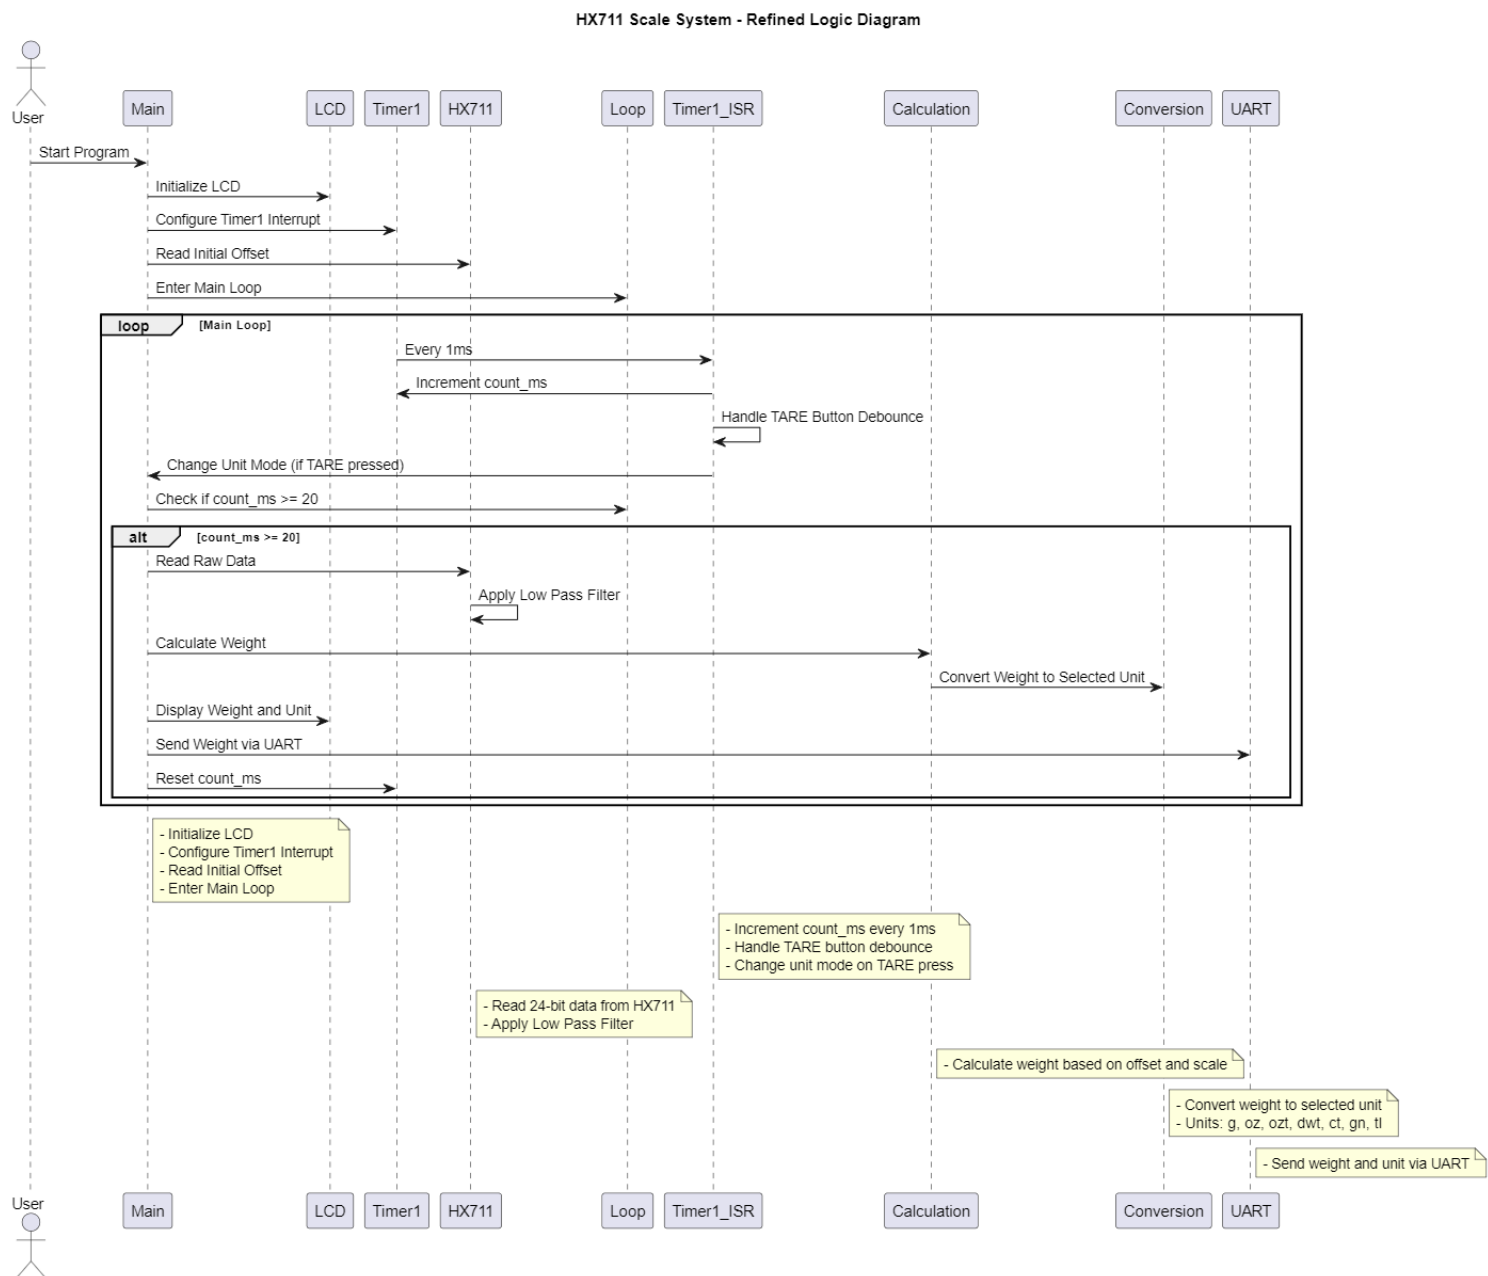 HX711 Scale System - Refined Logic Diagram
User
Main
LCD
Timer1
HX711
Loop
Timer1_ISR
Calculation
Conversion
UART
Start Program
Initialize LCD
Configure Timer1 Interrupt
Read Initial Offset
Enter Main Loop
loop
[Main Loop]
Every 1ms
Increment count_ms
Handle TARE Button Debounce
Change Unit Mode (if TARE pressed)
Check if count_ms >= 20
alt
[count_ms >= 20]
Read Raw Data
Apply Low Pass Filter
Calculate Weight
Convert Weight to Selected Unit
Display Weight and Unit
Send Weight via UART
Reset count_ms
- Initialize LCD
- Configure Timer1 Interrupt
- Read Initial Offset
- Enter Main Loop
- Increment count_ms every 1ms
- Handle TARE button debounce
- Change unit mode on TARE press
- Read 24-bit data from HX711
- Apply Low Pass Filter
- Calculate weight based on offset and scale
- Convert weight to selected unit
- Units: g, oz, ozt, dwt, ct, gn, tl
- Send weight and unit via UART
User
Main
LCD
Timer1
HX711
Loop
Timer1_ISR
Calculation
Conversion
UART